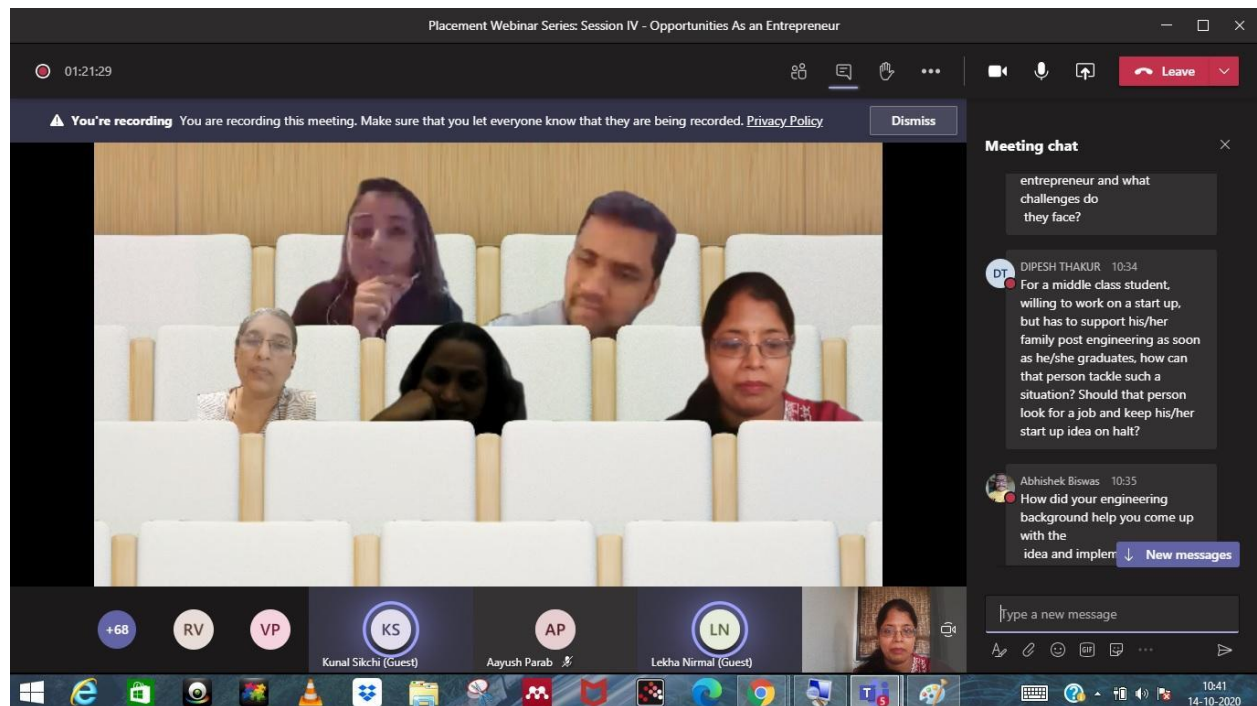 Placement Webinar Series: Session IV - Opportunities As an Entrepreneur
01:21:29
Leave
You're recording You are recording this meeting. Make sure that you let everyone know that they are being recorded. Privacy Policy
Dismiss
Meeting chat
entrepreneur and what
challenges do
they face?
DT
DIPESH THAKUR 10:34
For a middle class student,
willing to work on a start up,
but has to support his/her
family post engineering as soon
as he/she graduates, how can
that person tackle such a
situation? Should that person
look for a job and keep his/her
start up idea on halt?
Abhishek Biswas 10:35
How did your engineering
background help you come up
with the
idea and implem
New messages
+68
RV
VP
KS
Kunal Sikchi (Guest)
AP
Aayush Parab
LN
Lekha Nirmal (Guest)
Type a new message
GIF
10:41
14-10-2020